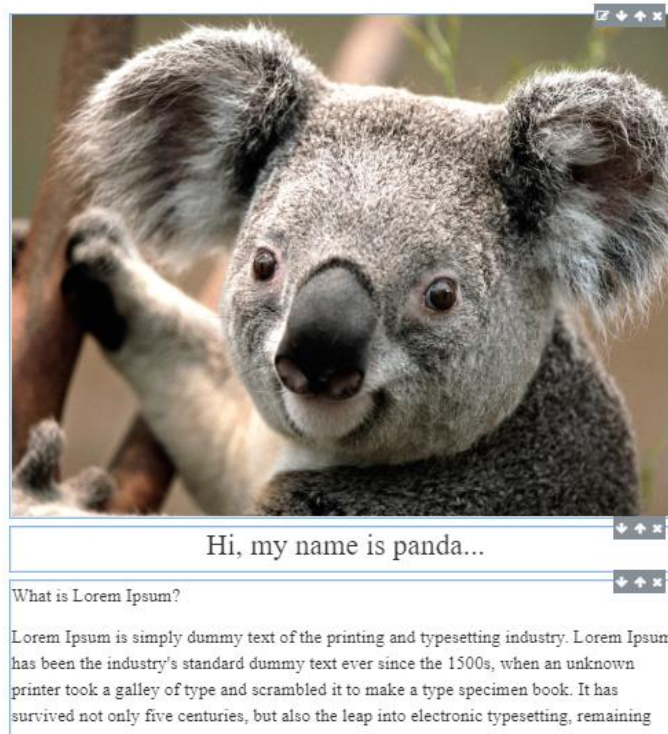 Hi, my name is panda...
What is Lorem Ipsum?
Lorem Ipsum is simply dummy text of the printing and typesetting industry. Lorem Ipsum
has been the industry's standard dummy text ever since the 1500s, when an unknown
printer took a galley of type and scrambled it to make a type specimen book. It has
survived not only five centuries, but also the leap into electronic typesetting, remaining